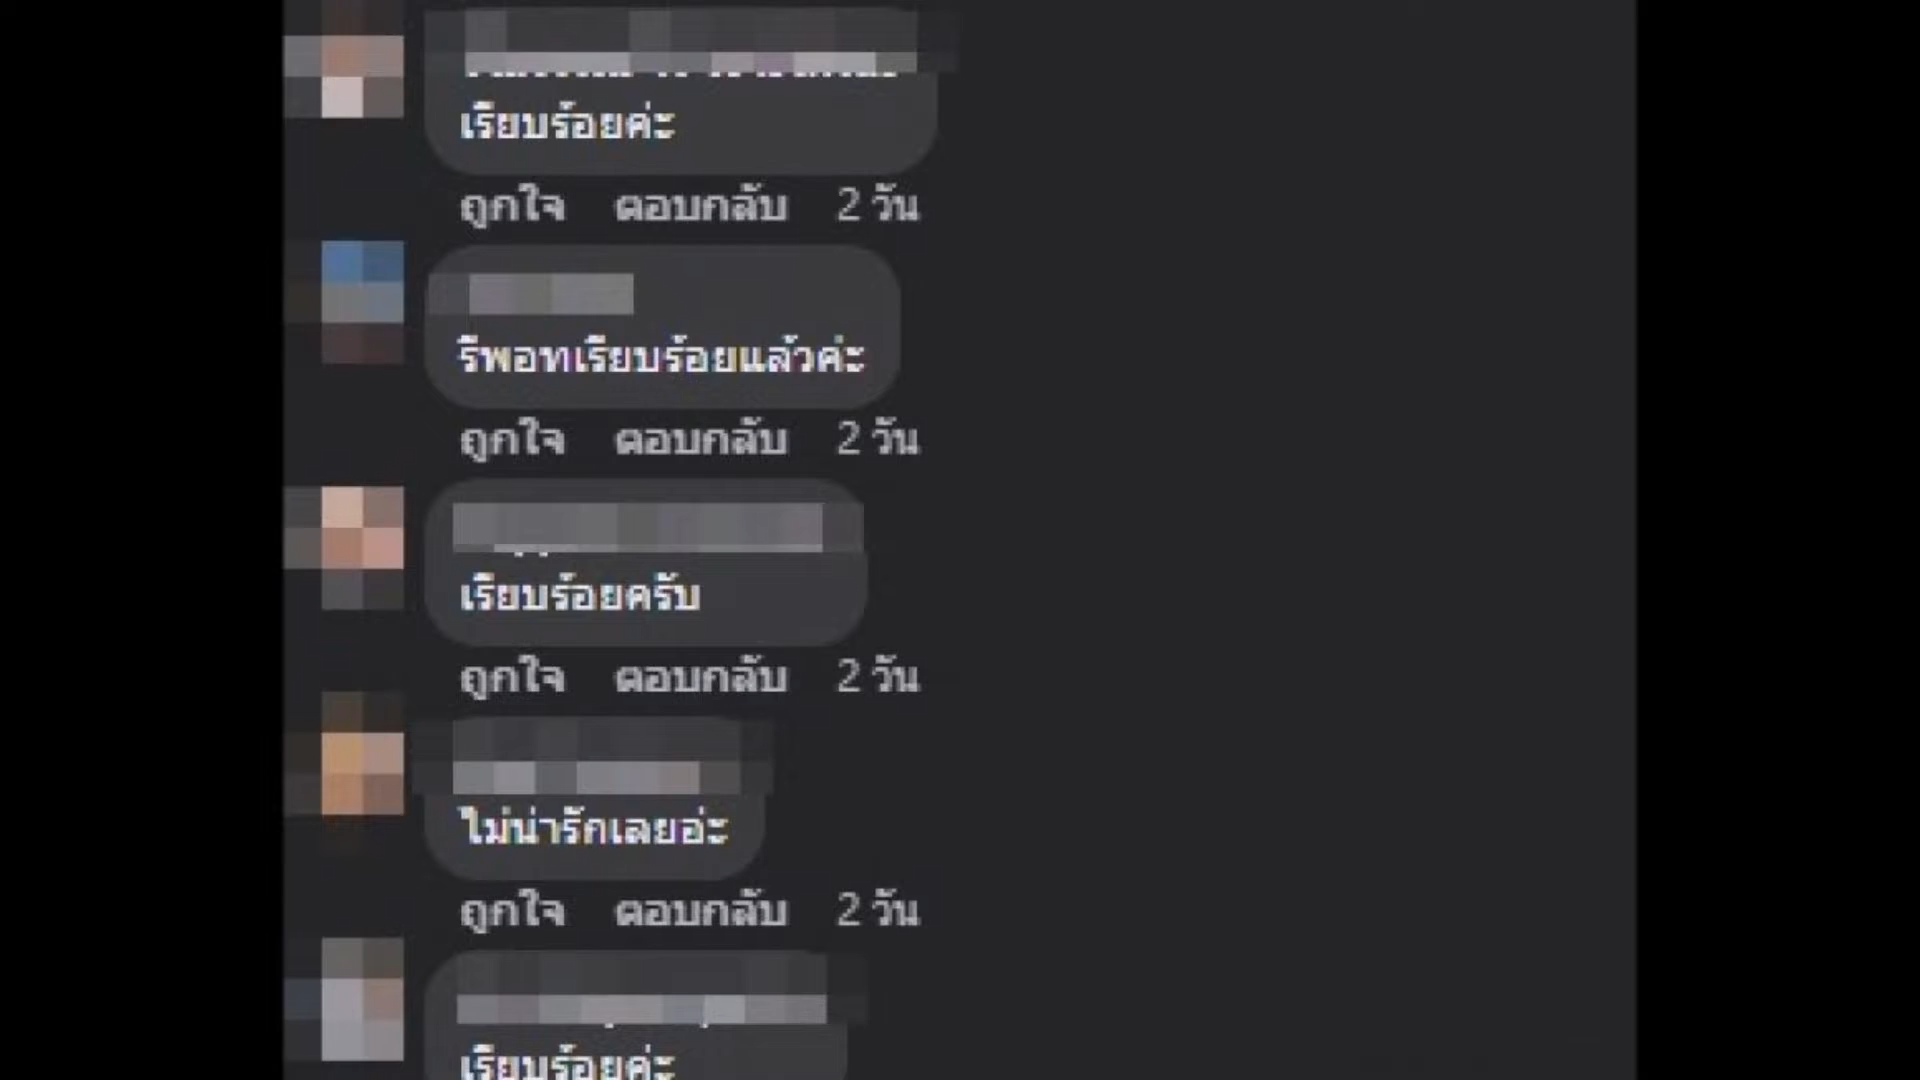 เรียบร้อยค่ะ
ถูกใจ ตอบกลับ 2 วัน
รีพอทเรียบร้อยแล้วค่ะ
ถูกใจ ตอบกลับ 2 วัน
เรียบร้อยครับ
ถูกใจ ตอบกลับ 2 วัน
ไม่น่ารักเลยอ่ะ
ถูกใจ ตอบกลับ 2 วัน
เรียบร้อยค่ะ